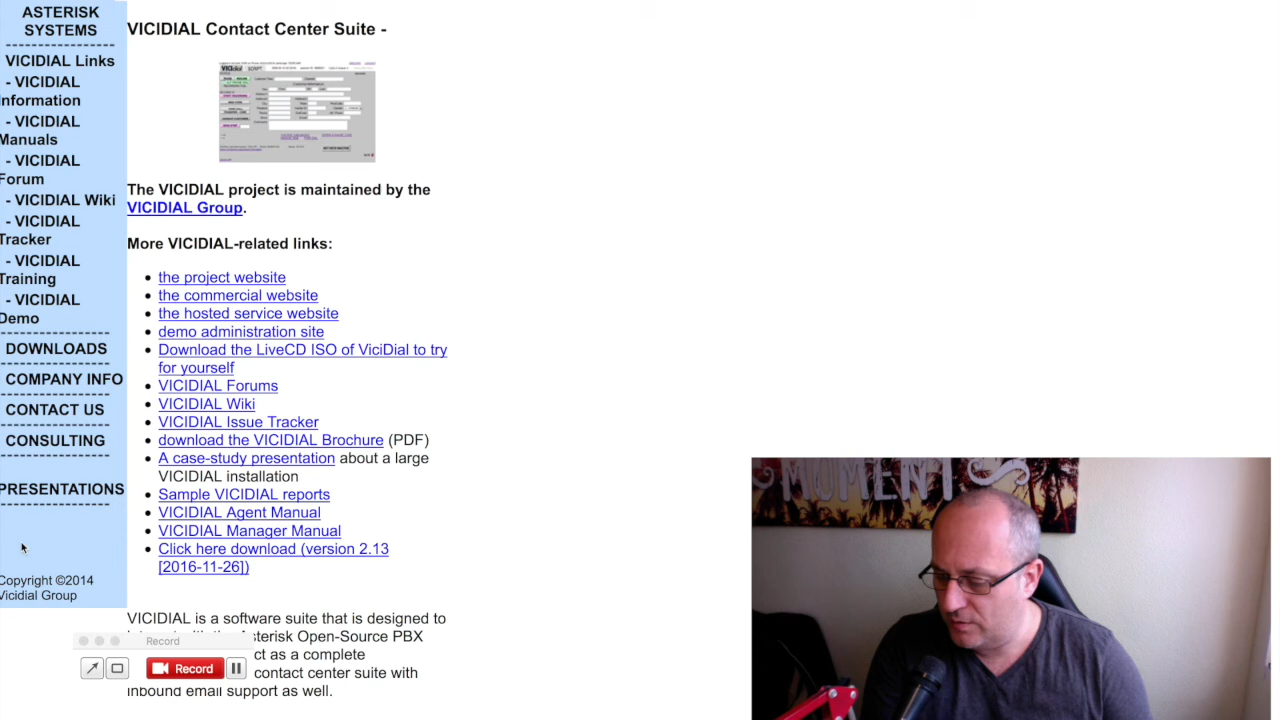 ASTERISK
SYSTEMS
VICIDIAL Links
- VICIDIAL
Information
- VICIDIAL
Manuals
- VICIDIAL
Forum
- VICIDIAL Wiki
- VICIDIAL
Tracker
- VICIDIAL
Training
- VICIDIAL
Demo
DOWNLOADS
COMPANY INFO
CONTACT US
CONSULTING
PRESENTATIONS
Copyright ©2014
Vicidial Group
VICIDIAL Contact Center Suite -
The VICIDIAL project is maintained by the
VICIDIAL Group.
More VICIDIAL-related links:
the project website
the commercial website
the hosted service website
demo administration site
Download the LiveCD ISO of ViciDial to try
for yourself
VICIDIAL Forums
VICIDIAL Wiki
VICIDIAL Issue Tracker
download the VICIDIAL Brochure (PDF)
A case-study presentation about a large
VICIDIAL installation
Sample VICIDIAL reports
VICIDIAL Agent Manual
VICIDIAL Manager Manual
Click here download (version 2.13
[2016-11-26])
VICIDIAL is a software suite that is designed to
Asterisk Open-Source PBX
act as a complete
contact center suite with
inbound email support as well.
Record
Record
MOMENT